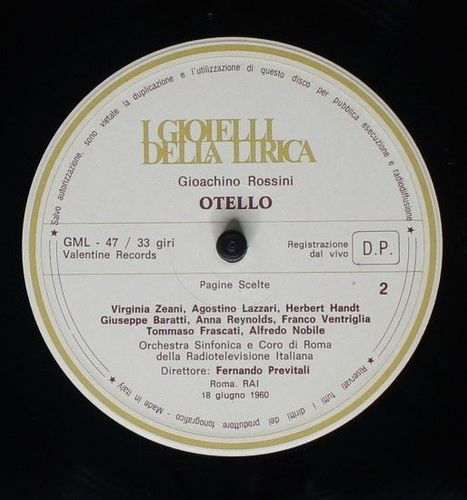 ★ Salvo autorizzazione, sono vietate la duplicazione e l'utilizzazione di questo disco per pubblica esecuzione e radiodiffusione ★
I GIOIELLI
DELLA LIRICA
Gioachino Rossini
OTELLO
GML - 47 / 33 giri
Valentine Records
Registrazione
dal vivo
D.P.
Pagine Scelte
2
Virginia Zeani, Agostino Lazzari, Herbert Handt
Giuseppe Baratti, Anna Reynolds, Franco Ventriglia
Tommaso Frascati, Alfredo Nobile
Orchestra Sinfonica e Coro di Roma
della Radiotelevisione Italiana
Direttore: Fernando Previtali
Roma. RAI
18 giugno 1960
★ Riservati tutti i diritti del produttore fonografico - Made in Italy ★